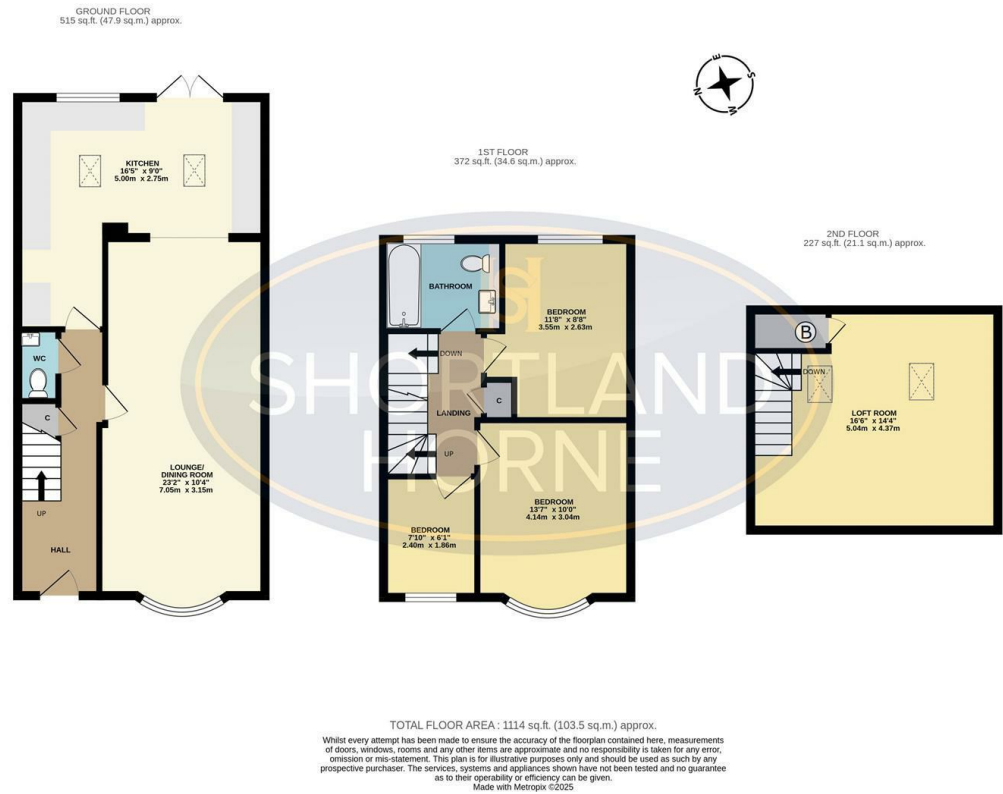 GROUND FLOOR
515 sq.ft. (47.9 sq.m.) approx.
KITCHEN
16'5" x 9'0"
5.00m x 2.75m
WC
C
UP
HALL
LOUNGE/
DINING ROOM
23'2" x 10'4"
7.05m x 3.15m
1ST FLOOR
372 sq.ft. (34.6 sq.m.) approx.
BATHROOM
BEDROOM
11'8" x 8'8"
3.55m x 2.63m
DOWN
C
LANDING
UP
BEDROOM
13'7" x 10'0"
4.14m x 3.04m
BEDROOM
7'10" x 6'1"
2.40m x 1.86m
N
E
S
W
2ND FLOOR
227 sq.ft. (21.1 sq.m.) approx.
B
DOWN
LOFT ROOM
16'6" x 14'4"
5.04m x 4.37m
SHORTLAND
HORNE
TOTAL FLOOR AREA : 1114 sq.ft. (103.5 sq.m.) approx.
Whilst every attempt has been made to ensure the accuracy of the floorplan contained here, measurements
of doors, windows, rooms and any other items are approximate and no responsibility is taken for any error,
omission or mis-statement. This plan is for illustrative purposes only and should be used as such by any
prospective purchaser. The services, systems and appliances shown have not been tested and no guarantee
as to their operability or efficiency can be given.
Made with Metropix ©2025